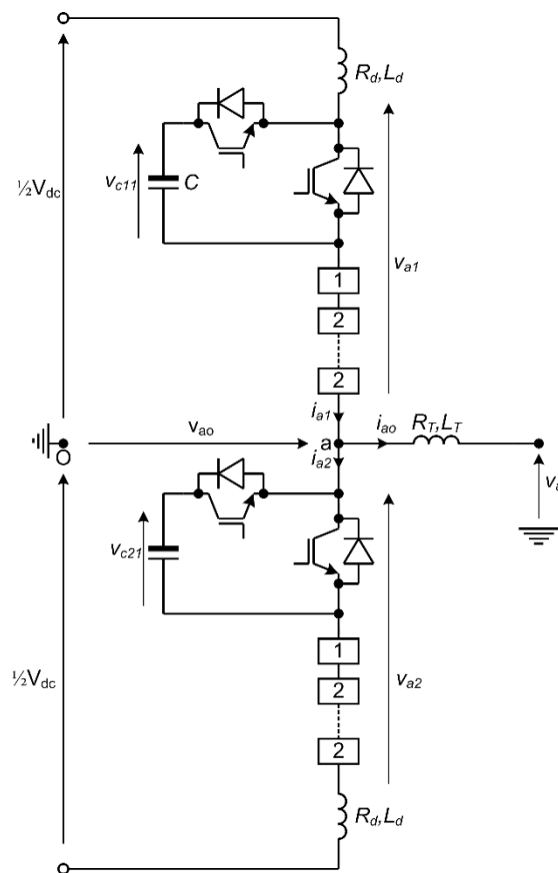 R_d,L_d
½V_dc
v_c11
C
v_a1
1
2
2
i_a1
v_ao
i_ao
R_T,L_T
a
O
i_a2
v_a
v_c21
½V_dc
1
2
v_a2
2
R_d,L_d